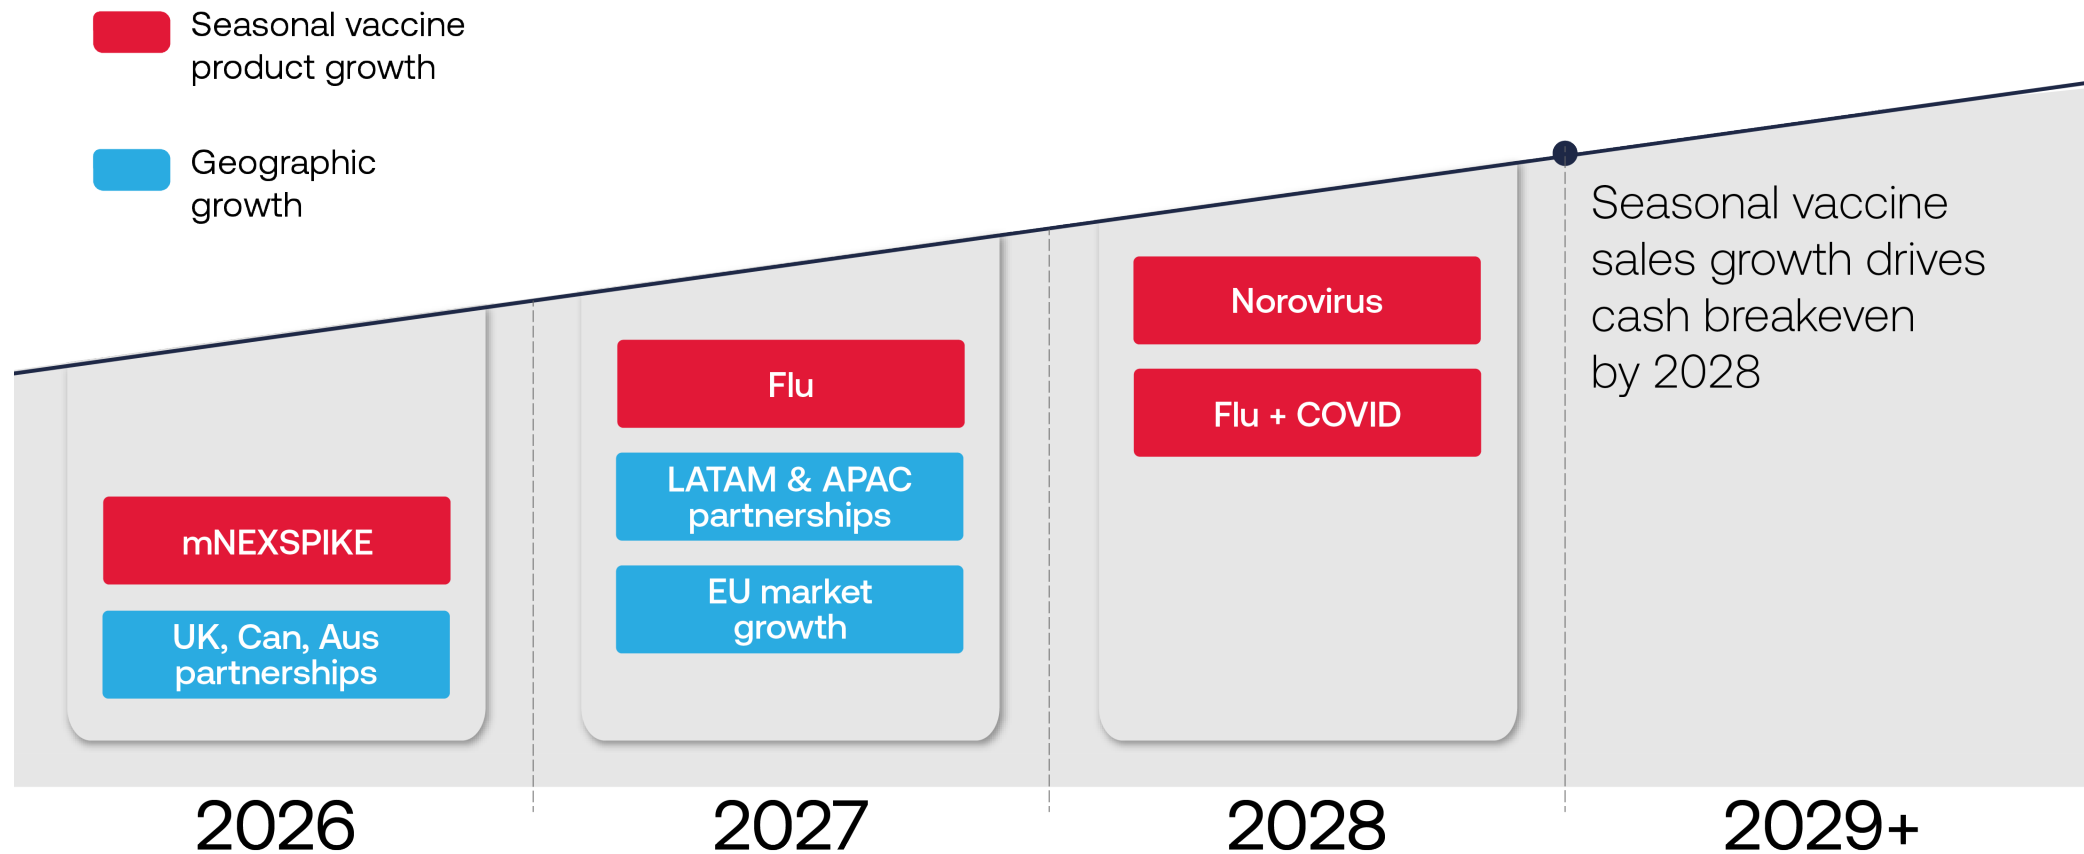 Seasonal vaccine
product growth
Geographic
growth
mNEXSPIKE
UK, Can, Aus
partnerships
Flu
LATAM & APAC
partnerships
EU market
growth
Norovirus
Flu + COVID
Seasonal vaccine
sales growth drives
cash breakeven
by 2028
2026
2027
2028
2029+